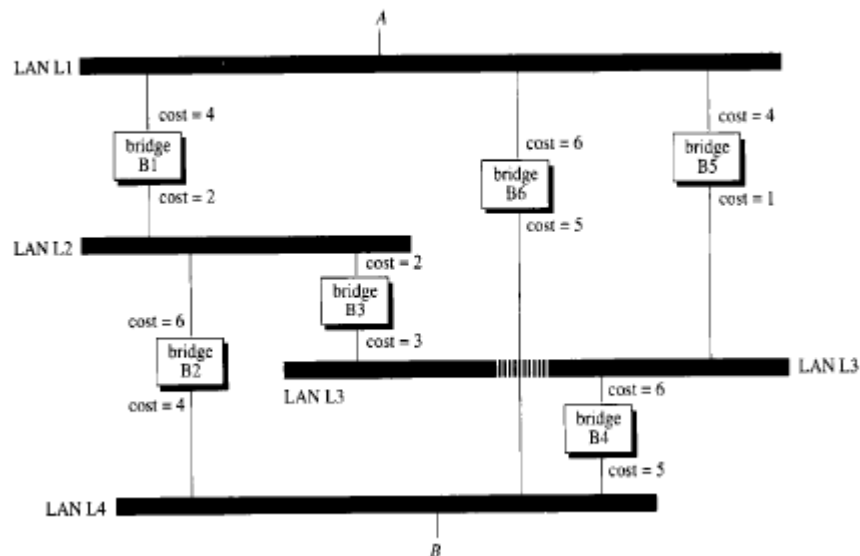 A
LAN L1
cost = 4
bridge
B1
cost = 2
cost = 6
bridge
B6
cost = 5
cost = 4
bridge
B5
cost = 1
LAN L2
cost = 2
bridge
B3
cost = 3
cost = 6
bridge
B2
cost = 4
LAN L3
LAN L3
cost = 6
bridge
B4
cost = 5
LAN L4
B